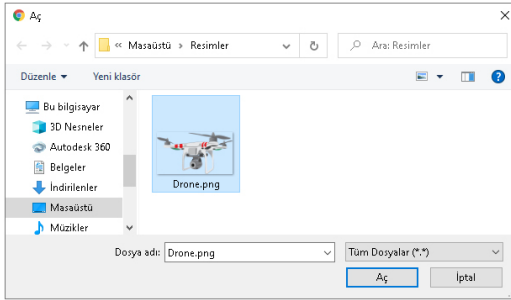 Aç
« Masaüstü › Resimler
Ara: Resimler
Düzenle
Yeni klasör
Bu bilgisayar
3D Nesneler
Autodesk 360
Belgeler
İndirilenler
Masaüstü
Müzikler
Drone.png
Dosya adı: Drone.png
Tüm Dosyalar (*.*)
Aç
İptal